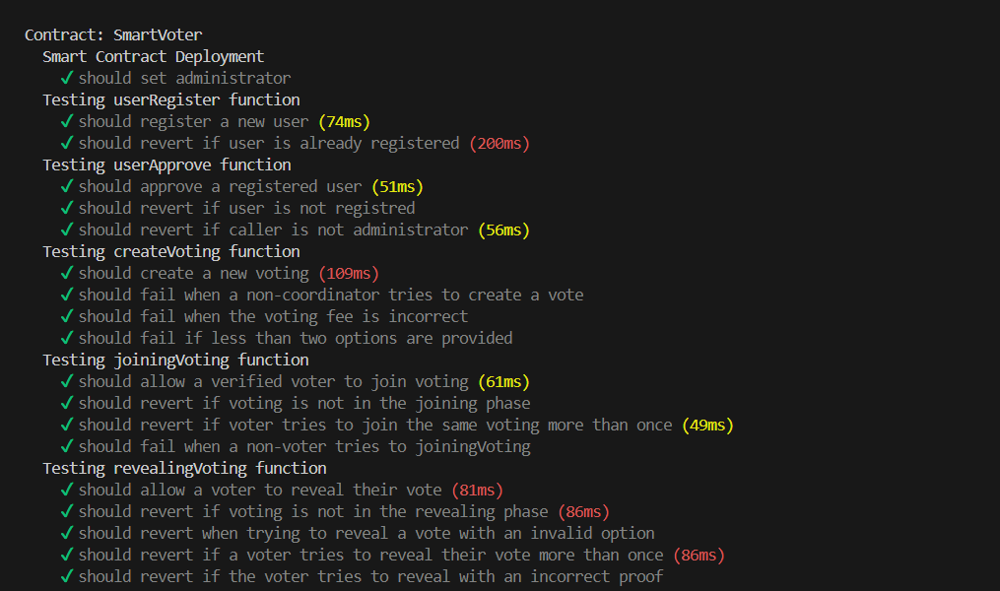 Contract: SmartVoter
Smart Contract Deployment
✓ should set administrator
Testing userRegister function
✓ should register a new user (74ms)
✓ should revert if user is already registered (200ms)
Testing userApprove function
✓ should approve a registered user (51ms)
✓ should revert if user is not registred
✓ should revert if caller is not administrator (56ms)
Testing createVoting function
✓ should create a new voting (109ms)
✓ should fail when a non-coordinator tries to create a vote
✓ should fail when the voting fee is incorrect
✓ should fail if less than two options are provided
Testing joiningVoting function
✓ should allow a verified voter to join voting (61ms)
✓ should revert if voting is not in the joining phase
✓ should revert if voter tries to join the same voting more than once (49ms)
✓ should fail when a non-voter tries to joiningVoting
Testing revealingVoting function
✓ should allow a voter to reveal their vote (81ms)
✓ should revert if voting is not in the revealing phase (86ms)
✓ should revert when trying to reveal a vote with an invalid option
✓ should revert if a voter tries to reveal their vote more than once (86ms)
✓ should revert if the voter tries to reveal with an incorrect proof